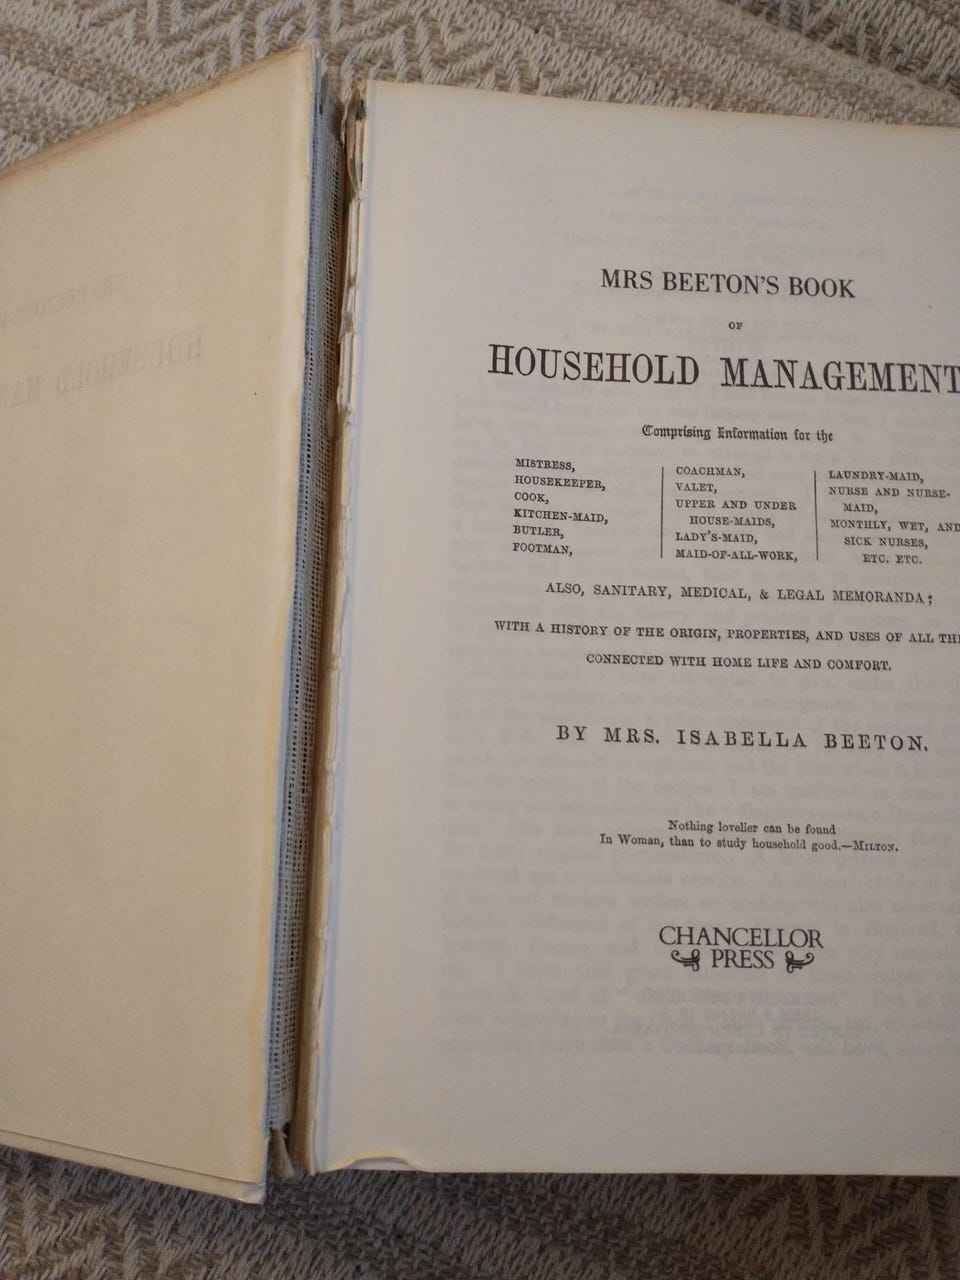 MRS BEETON'S BOOK
OF
HOUSEHOLD MANAGEMENT
Comprising Information for the
MISTRESS,
HOUSEKEEPER,
COOK,
KITCHEN-MAID,
BUTLER,
FOOTMAN,
COACHMAN,
VALET,
UPPER AND UNDER
HOUSE-MAIDS,
LADY'S-MAID,
MAID-OF-ALL-WORK,
LAUNDRY-MAID,
NURSE AND NURSE-
MAID,
MONTHLY, WET, AND
SICK NURSES,
ETC. ETC.
ALSO, SANITARY, MEDICAL, & LEGAL MEMORANDA;
WITH A HISTORY OF THE ORIGIN, PROPERTIES, AND USES OF ALL
CONNECTED WITH HOME LIFE AND COMFORT.
BY MRS. ISABELLA BEETON.
Nothing lovelier can be found
In Woman, than to study household good.—MILTON.
CHANCELLOR
PRESS